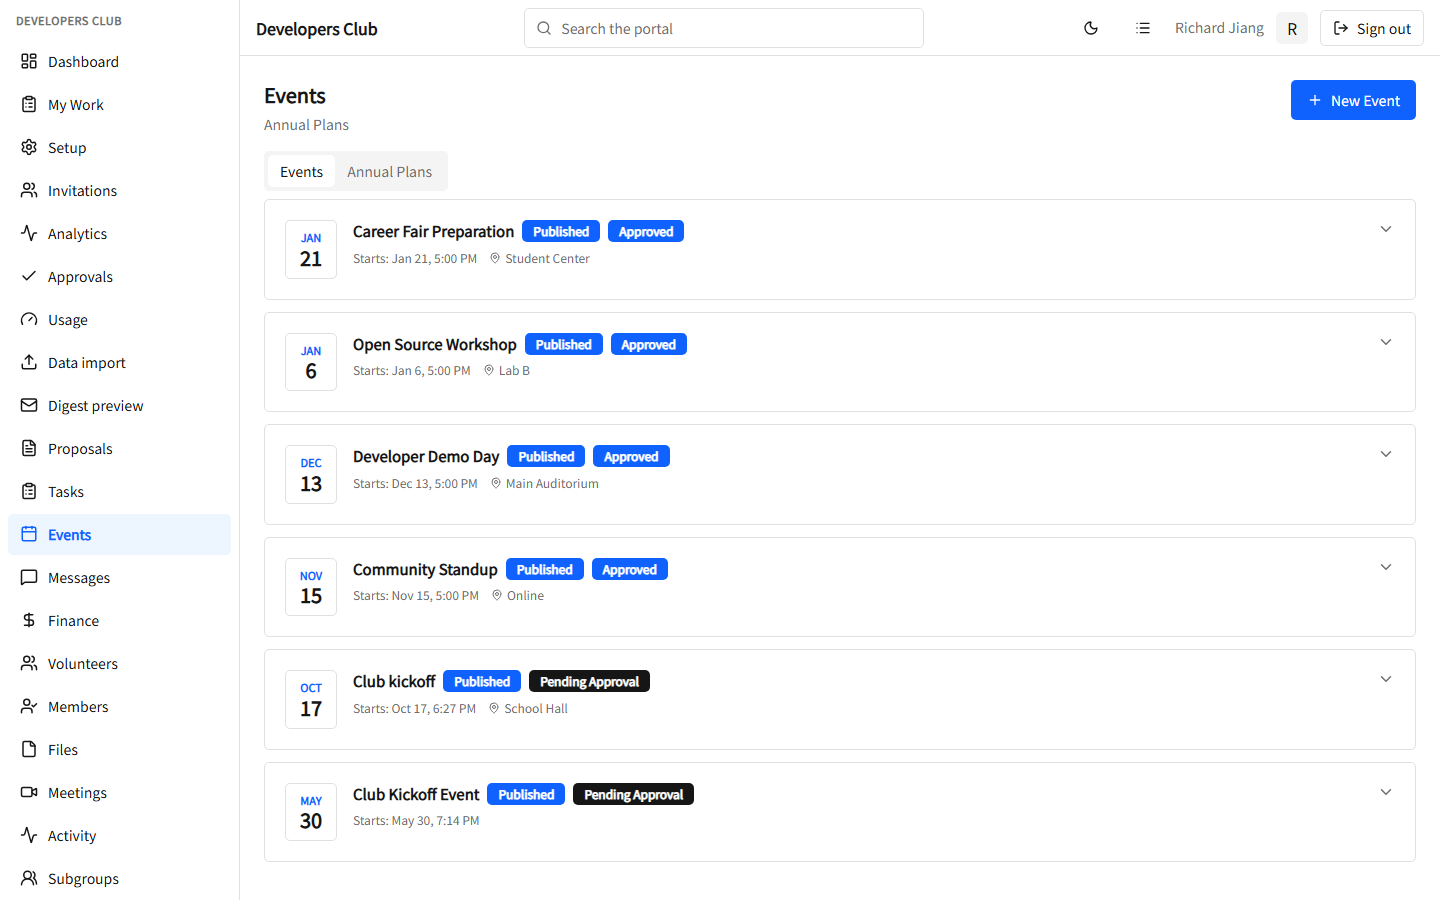 DEVELOPERS CLUB
Dashboard
My Work
Setup
Invitations
Analytics
Approvals
Usage
Data import
Digest preview
Proposals
Tasks
Events
Messages
Finance
Volunteers
Members
Files
Meetings
Activity
Subgroups
Developers Club
Search the portal
Richard Jiang
R
Sign out
Events
Annual Plans
New Event
Events Annual Plans
JAN
21
Career Fair Preparation Published Approved
Starts: Jan 21, 5:00 PM Student Center
JAN
6
Open Source Workshop Published Approved
Starts: Jan 6, 5:00 PM Lab B
DEC
13
Developer Demo Day Published Approved
Starts: Dec 13, 5:00 PM Main Auditorium
NOV
15
Community Standup Published Approved
Starts: Nov 15, 5:00 PM Online
OCT
17
Club kickoff Published Pending Approval
Starts: Oct 17, 6:27 PM School Hall
MAY
30
Club Kickoff Event Published Pending Approval
Starts: May 30, 7:14 PM